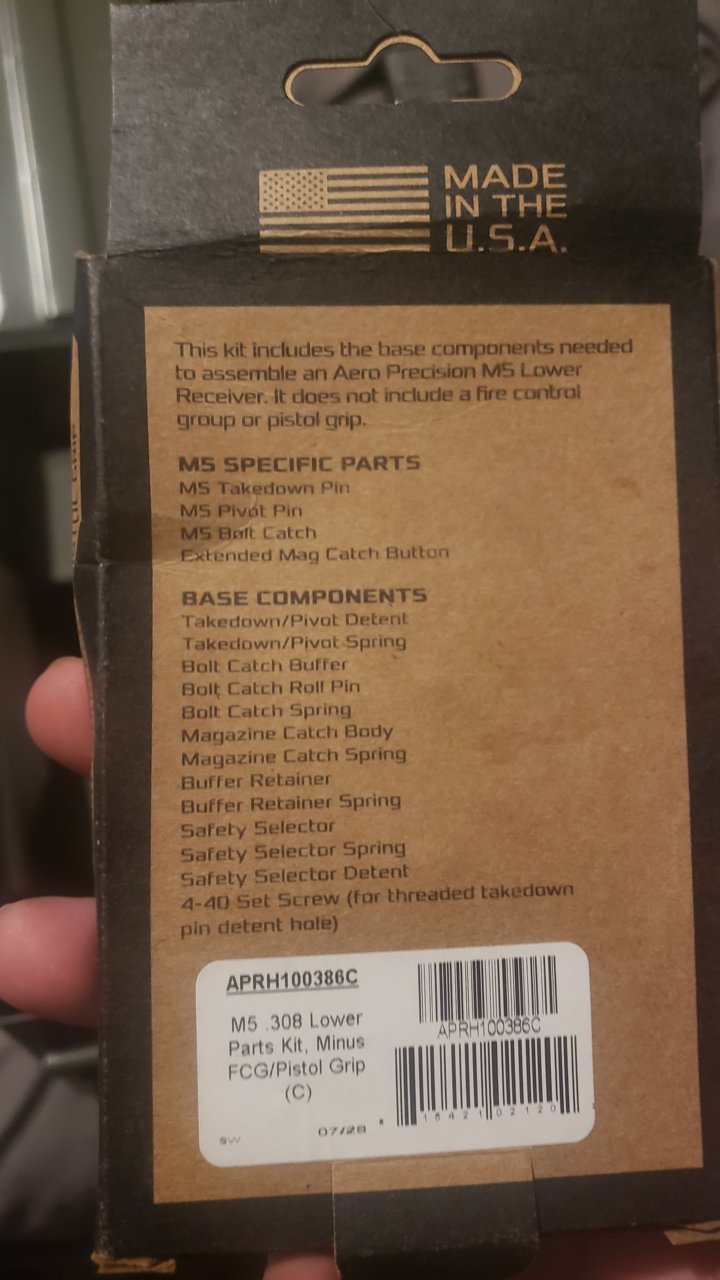 MADE
IN THE
U.S.A.
This kit includes the base components needed
to assemble an Aero Precision M5 Lower
Receiver. It does not include a fire control
group or pistol grip.
M5 SPECIFIC PARTS
M5 Takedown Pin
M5 Pivot Pin
M5 Bolt Catch
Extended Mag Catch Button
BASE COMPONENTS
Takedown/Pivot Detent
Takedown/Pivot Spring
Bolt Catch Buffer
Bolt Catch Roll Pin
Bolt Catch Spring
Magazine Catch Body
Magazine Catch Spring
Buffer Retainer
Buffer Retainer Spring
Safety Selector
Safety Selector Spring
Safety Selector Detent
4-40 Set Screw (for threaded takedown
pin detent hole)
APRH100386C
M5 .308 Lower
Parts Kit, Minus
FCG/Pistol Grip
(C)
SW
07/28
APRH100386C
15421 02120